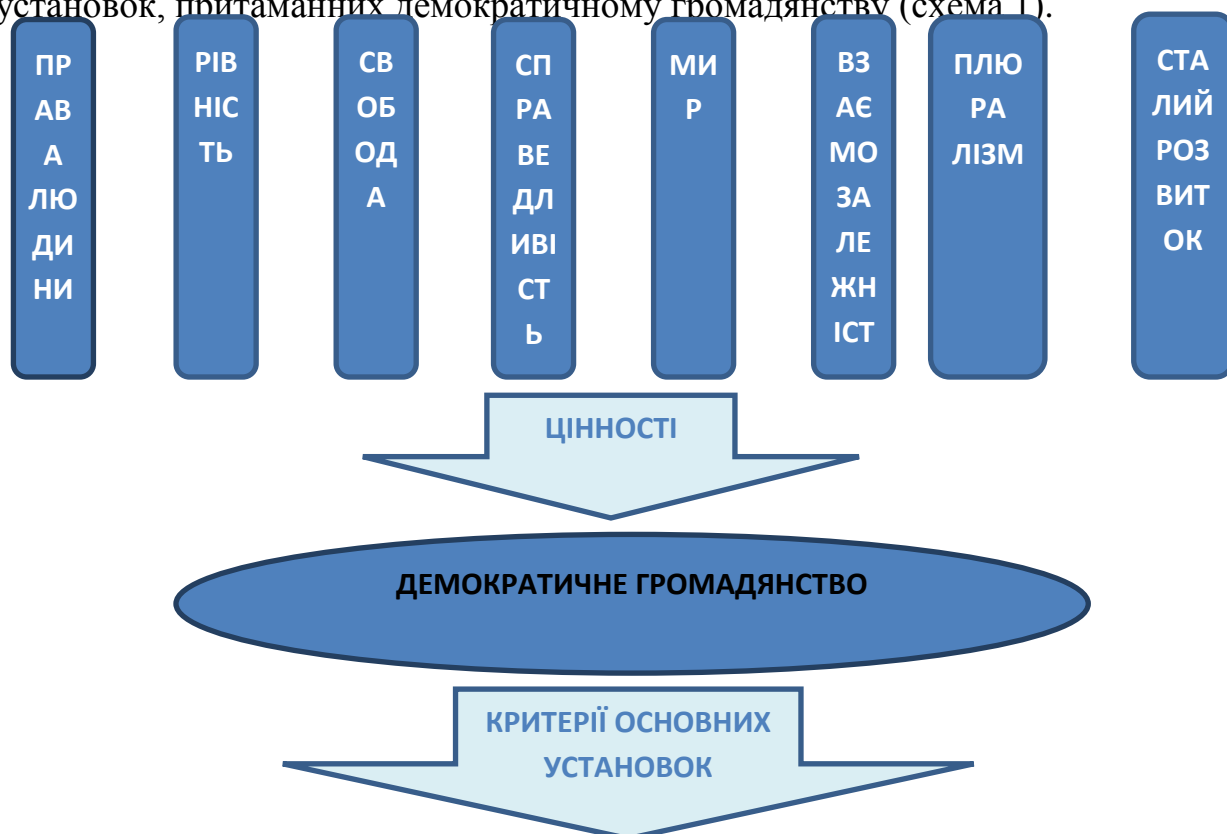 установок, притаманних демократичному громадянству (схема 1).
ПР
АВ
А
ЛЮ
ДИ
НИ
РІВ
НІС
ТЬ
СВ
ОБ
ОД
А
СП
РА
ВЕ
ДЛ
ИВІ
СТ
Ь
МИ
Р
ВЗ
АЄ
МО
ЗА
ЛЕ
ЖН
ІСТ
ПЛЮ
РА
ЛІЗМ
СТА
ЛИЙ
РОЗ
ВИТ
ОК
ЦІННОСТІ
ДЕМОКРАТИЧНЕ ГРОМАДЯНСТВО
КРИТЕРІЇ ОСНОВНИХ
УСТАНОВОК